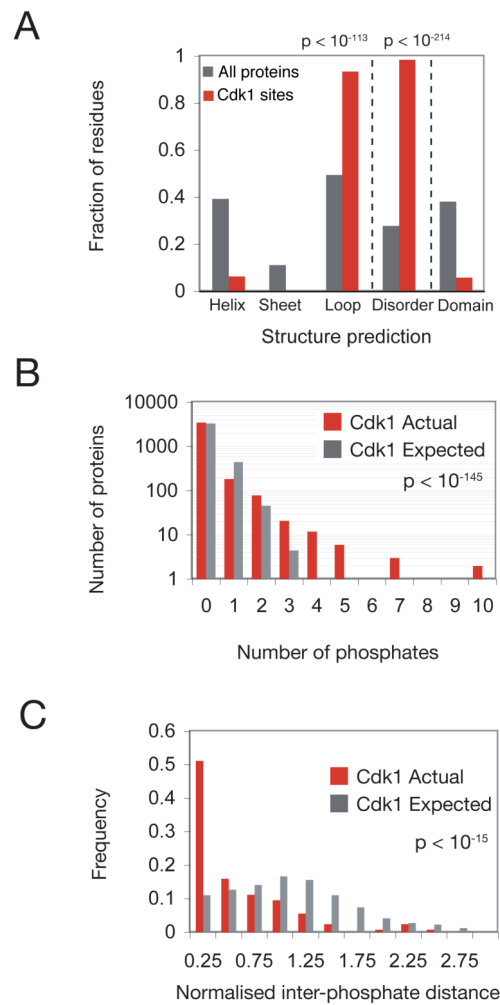 A
p < 10-113 p < 10-214
1
All proteins
Cdk1 sites
0.8
0.6
0.4
0.2
0
Fraction of residues
Helix Sheet Loop Disorder Domain
Structure prediction
B
10000
1000
100
10
1
Number of proteins
Cdk1 Actual
Cdk1 Expected
p < 10-145
0 1 2 3 4 5 6 7 8 9 10
Number of phosphates
C
0.6
0.5
0.4
0.3
0.2
0.1
0
Frequency
Cdk1 Actual
Cdk1 Expected
p < 10-15
0.25 0.75 1.25 1.75 2.25 2.75
Normalised inter-phosphate distance